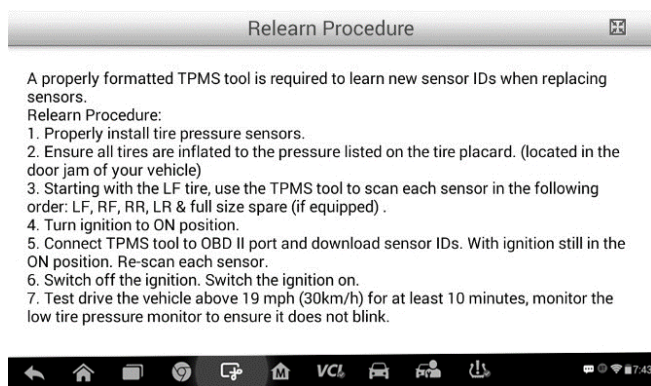 Relearn Procedure
A properly formatted TPMS tool is required to learn new sensor IDs when replacing
sensors.
Relearn Procedure:
1. Properly install tire pressure sensors.
2. Ensure all tires are inflated to the pressure listed on the tire placard. (located in the
door jam of your vehicle)
3. Starting with the LF tire, use the TPMS tool to scan each sensor in the following
order: LF, RF, RR, LR & full size spare (if equipped) .
4. Turn ignition to ON position.
5. Connect TPMS tool to OBD II port and download sensor IDs. With ignition still in the
ON position. Re-scan each sensor.
6. Switch off the ignition. Switch the ignition on.
7. Test drive the vehicle above 19 mph (30km/h) for at least 10 minutes, monitor the
low tire pressure monitor to ensure it does not blink.
M VCI 7:43